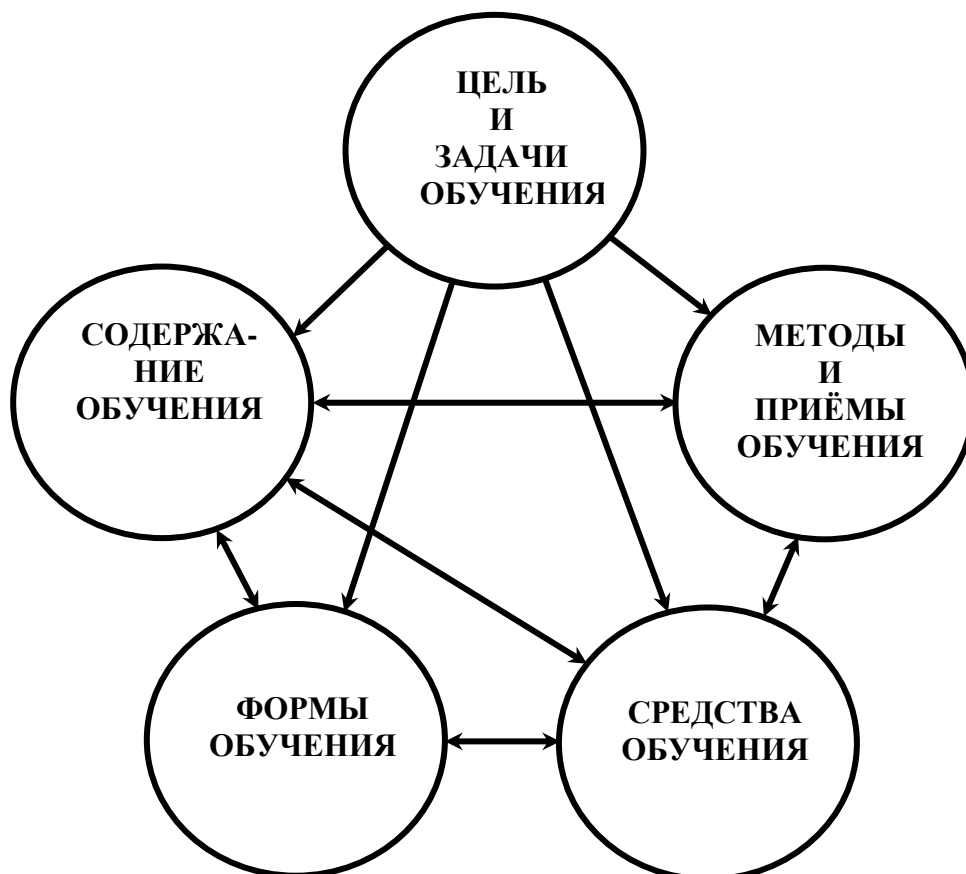 ЦЕЛЬ
И
ЗАДАЧИ
ОБУЧЕНИЯ
СОДЕРЖА-
НИЕ
ОБУЧЕНИЯ
МЕТОДЫ
И
ПРИЁМЫ
ОБУЧЕНИЯ
ФОРМЫ
ОБУЧЕНИЯ
СРЕДСТВА
ОБУЧЕНИЯ